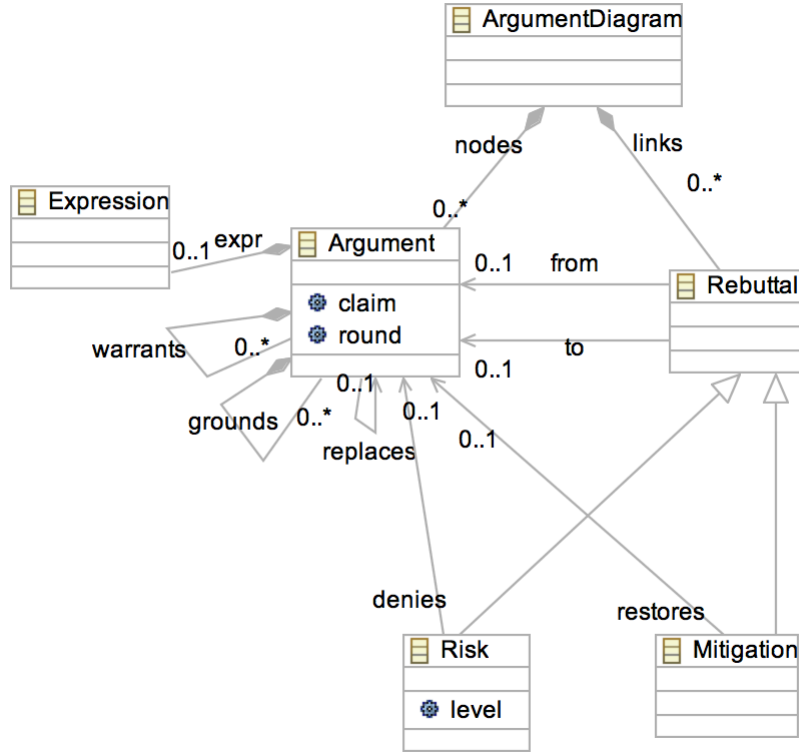 ArgumentDiagram
nodes
links
0..*
0..*
Expression
expr
0..1
Argument
claim
round
0..1
from
Rebuttal
warrants
0..*
to
0..1
grounds
0..*
0..1
0..1
replaces
0..1
denies
restores
Risk
level
Mitigation